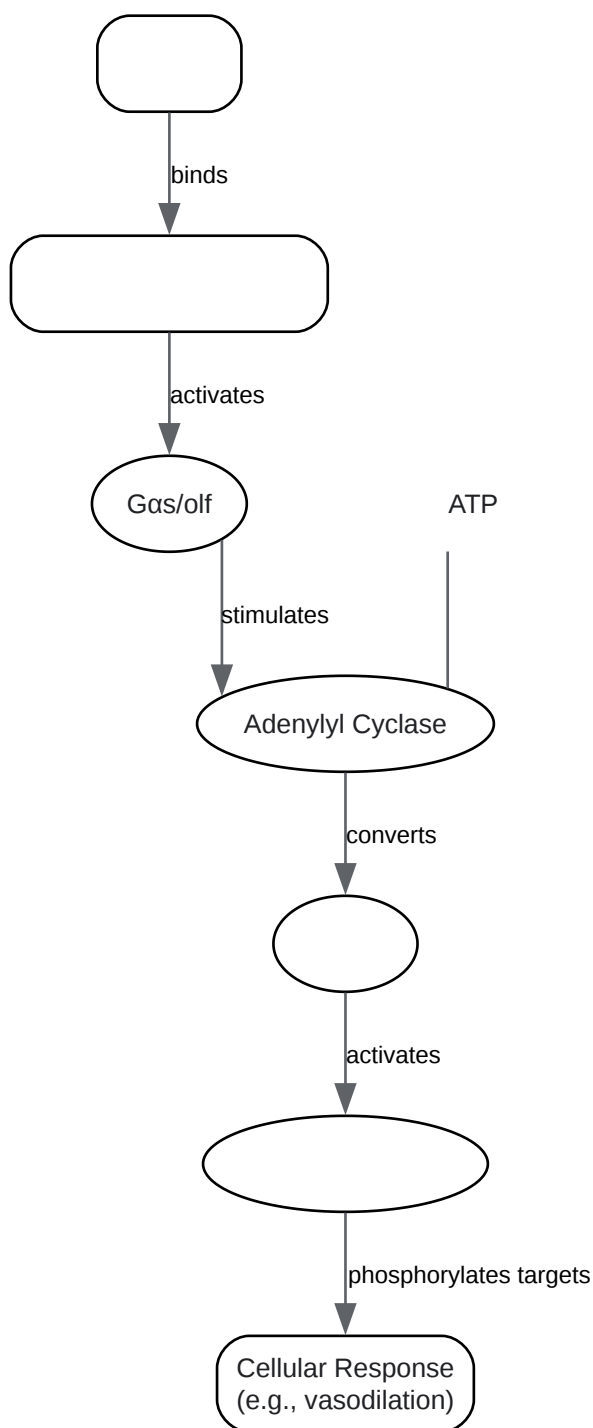 binds
activates
Gαs/olf
ATP
stimulates
Adenylyl Cyclase
converts
activates
phosphorylates targets
Cellular Response
(e.g., vasodilation)